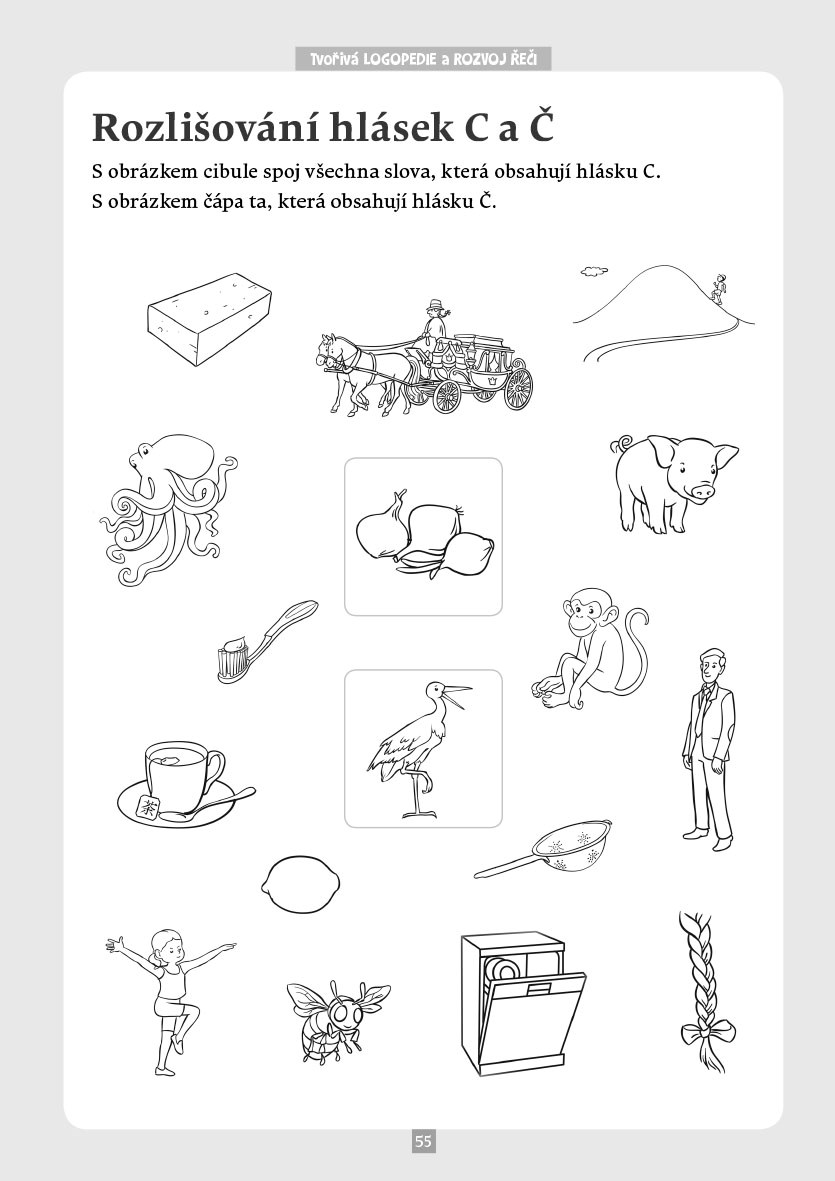 Tvořivá LOGOPEDIE a ROZVOJ ŘEČI
Rozlišování hlásek C a Č
S obrázkem cibule spoj všechna slova, která obsahují hlásku C.
S obrázkem čápa ta, která obsahují hlásku Č.
茶
55